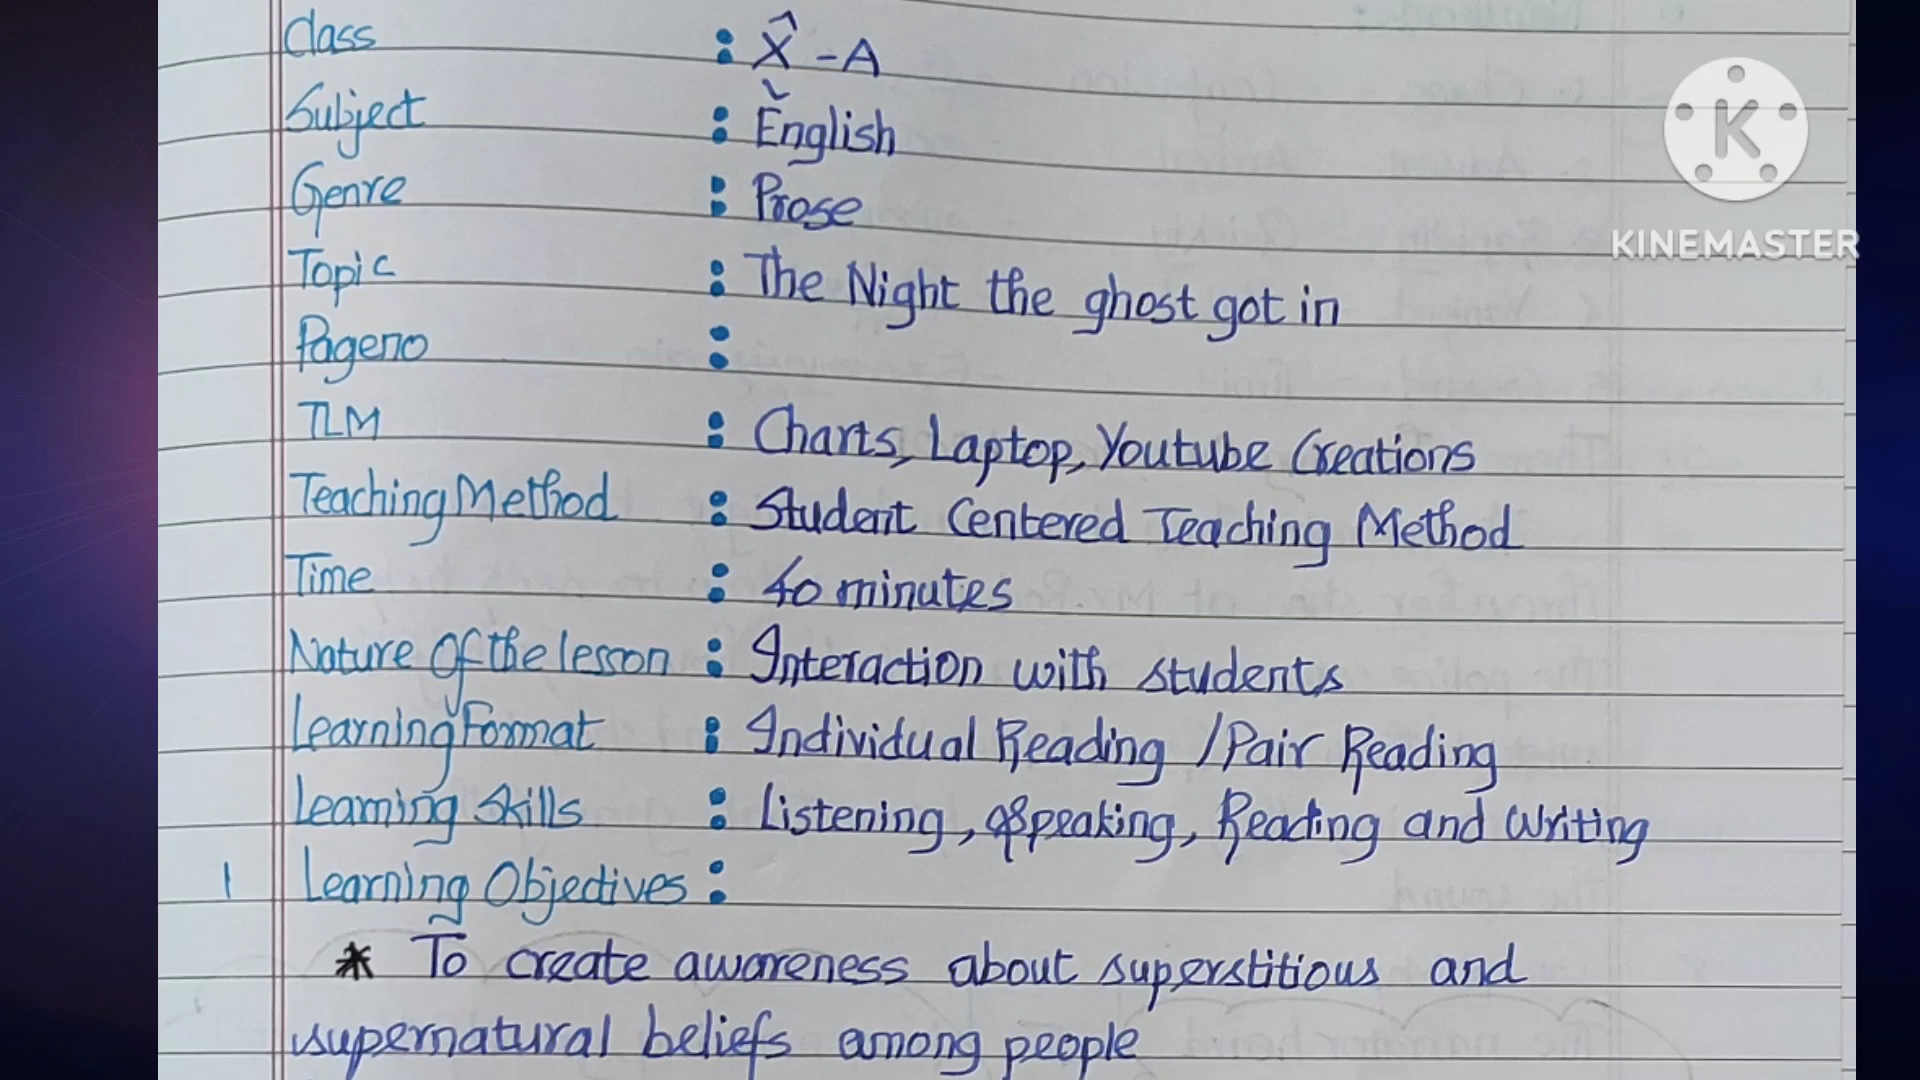 Class : X - A
Subject : English
Genre : Prose
Topic : The Night the ghost got in
Pageno :
TLM : Charts, Laptop, Youtube Creations
Teaching Method : Student Centered Teaching Method
Time : 40 minutes
Nature of the lesson : Interaction with students
Learning Format : Individual Reading / Pair Reading
Learning Skills : Listening, Speaking, Reading and Writing
1 Learning Objectives :
* To create awareness about superstitious and
supernatural beliefs among people
K
KINEMASTER